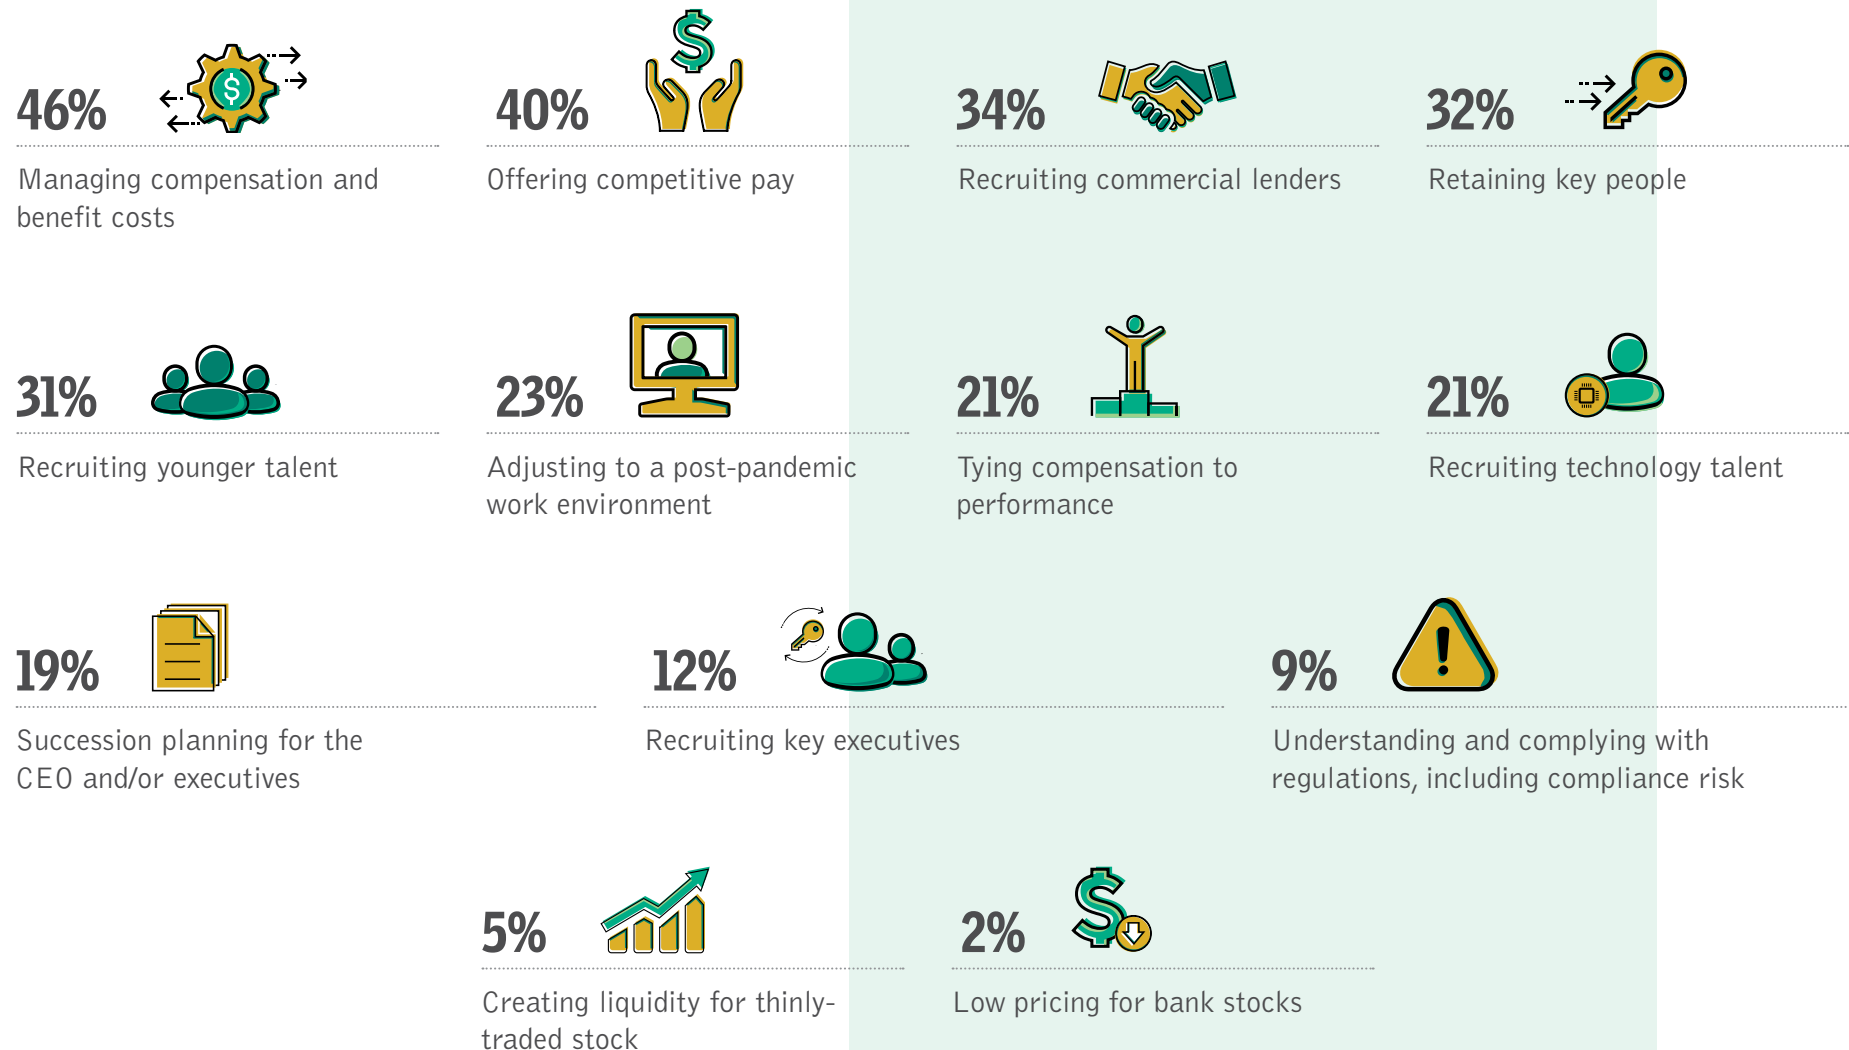 46%
Managing compensation and
benefit costs
40%
Offering competitive pay
34%
Recruiting commercial lenders
32%
Retaining key people
31%
Recruiting younger talent
23%
Adjusting to a post-pandemic
work environment
21%
Tying compensation to
performance
21%
Recruiting technology talent
19%
Succession planning for the
CEO and/or executives
12%
Recruiting key executives
9%
Understanding and complying with
regulations, including compliance risk
5%
Creating liquidity for thinly-
traded stock
2%
Low pricing for bank stocks